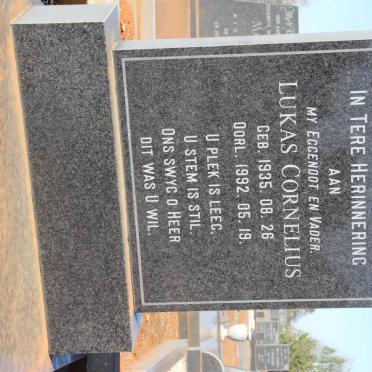 IN TERE HERINNERING
AAN
MY EGGENOOT EN VADER
LUKAS CORNELIUS
GEB. 1935. 08. 26
OORL. 1992. 05. 19
U PLEK IS LEEG,
U STEM IS STIL.
ONS SWYG O HEER
DIT WAS U WIL.